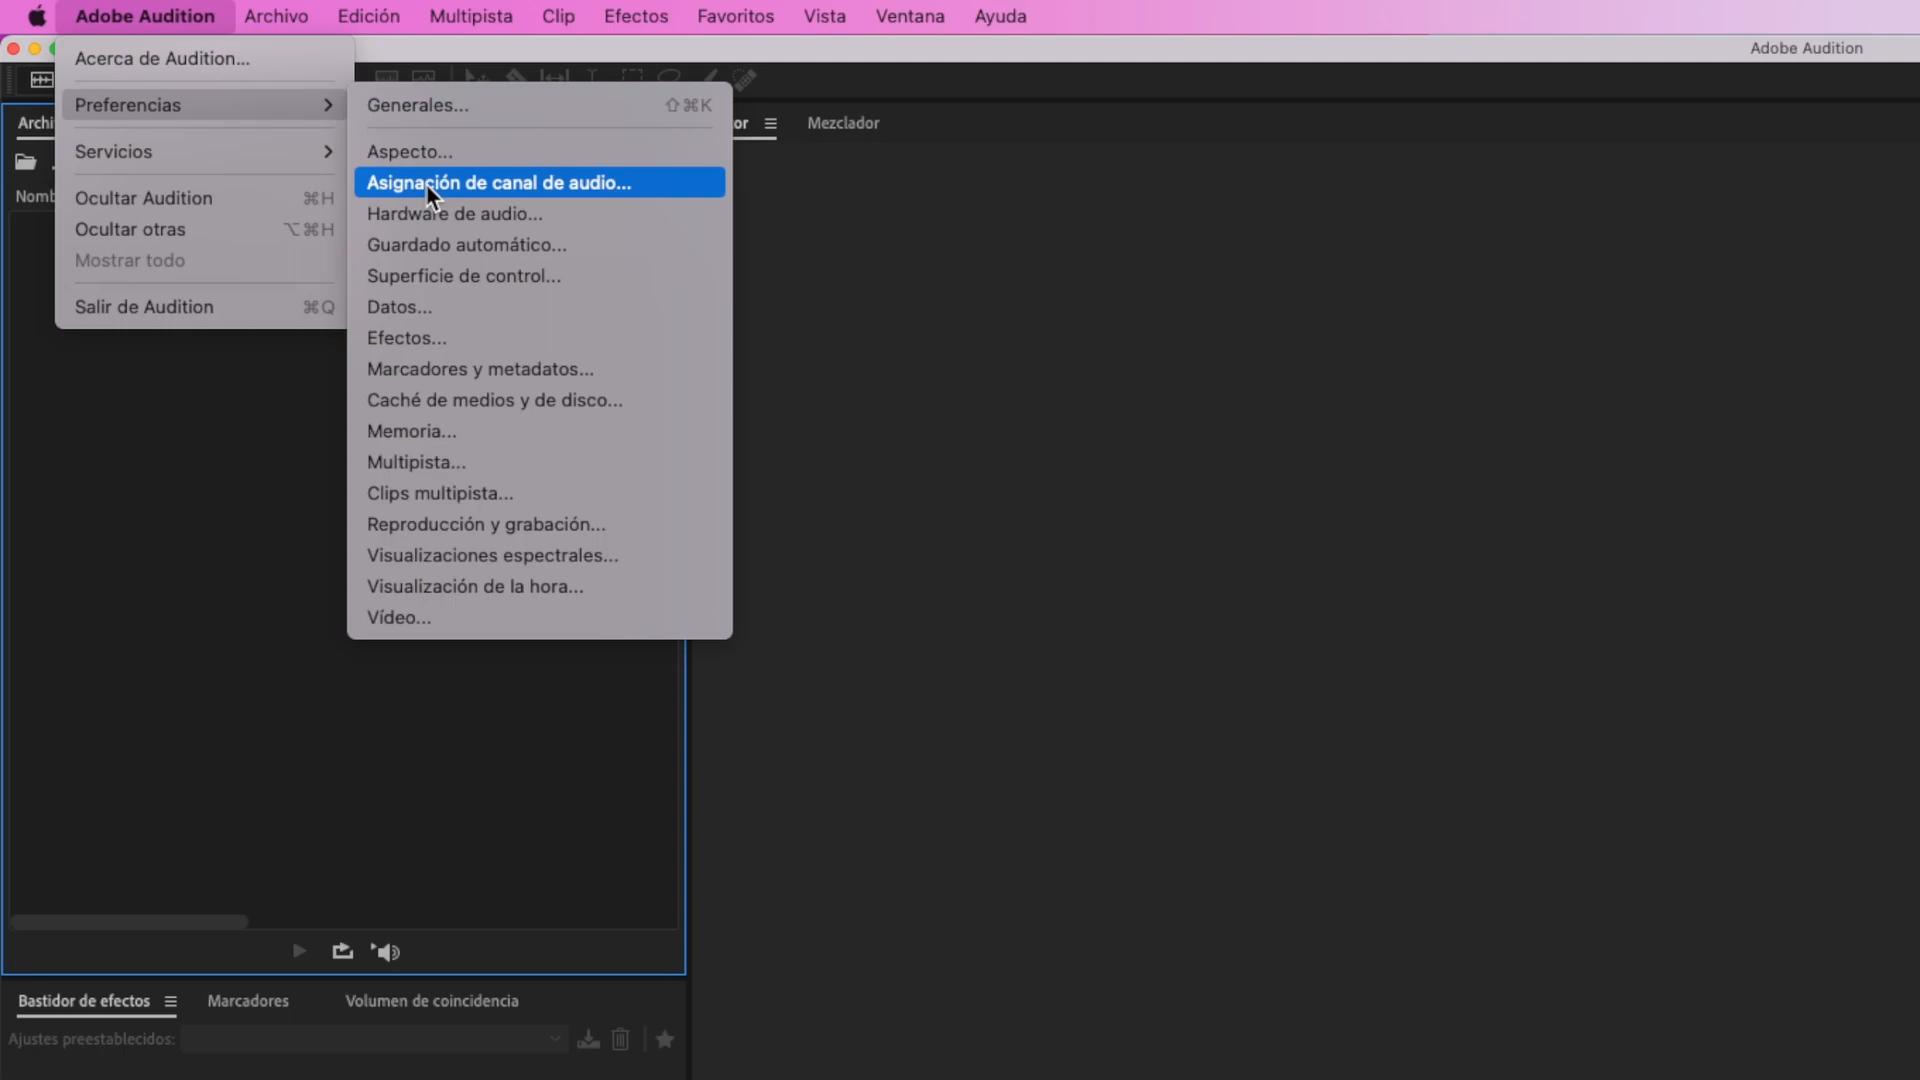 Adobe Audition Archivo Edición Multipista Clip Efectos Favoritos Vista Ventana Ayuda
Adobe Audition
Acerca de Audition...
Preferencias
Servicios
Ocultar Audition ⌘H
Ocultar otras ⌥⌘H
Mostrar todo
Salir de Audition ⌘Q
Generales... ⇧⌘K
Aspecto...
Asignación de canal de audio...
Hardware de audio...
Guardado automático...
Superficie de control...
Datos...
Efectos...
Marcadores y metadatos...
Caché de medios y de disco...
Memoria...
Multipista...
Clips multipista...
Reproducción y grabación...
Visualizaciones espectrales...
Visualización de la hora...
Vídeo...
Archi
or Mezclador
Nomb
Bastidor de efectos Marcadores Volumen de coincidencia
Ajustes preestablecidos: